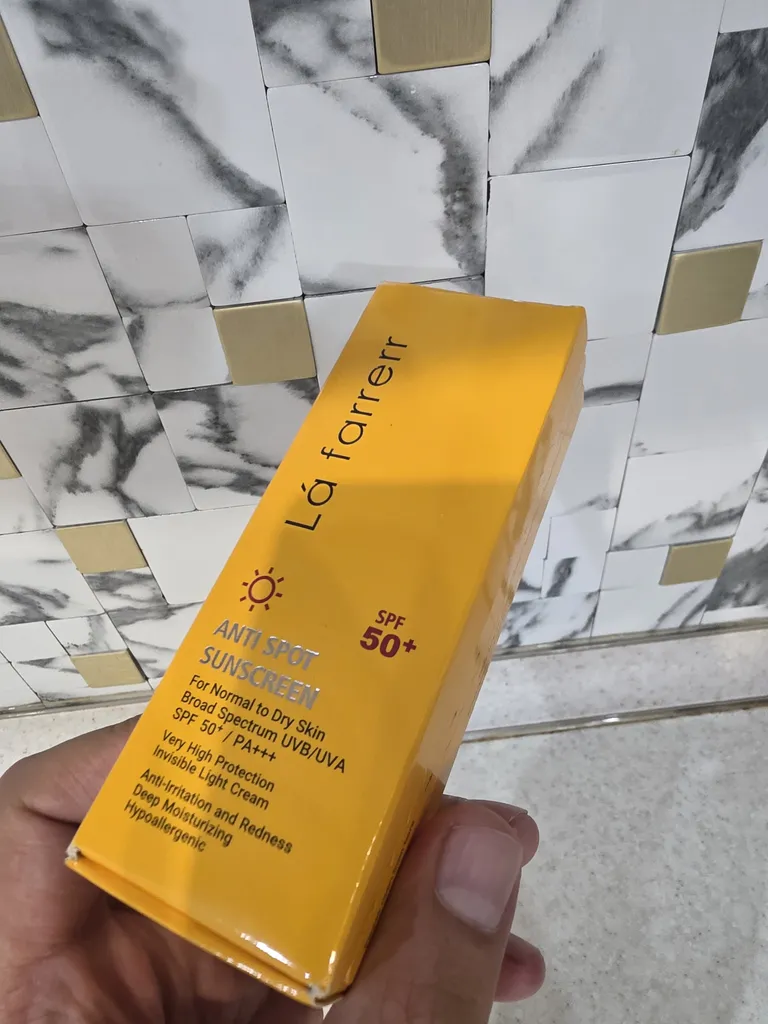 Lá farrerr
ANTI SPOT
SUNSCREEN
SPF
50+
For Normal to Dry Skin
Broad Spectrum UVB/UVA
SPF 50+ / PA+++
Very High Protection
Invisible Light Cream
Anti-Irritation and Redness
Deep Moisturizing
Hypoallergenic